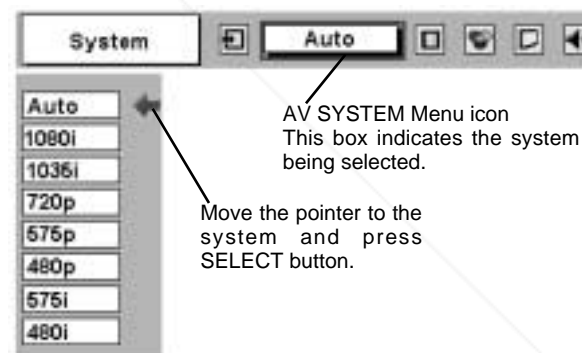 System
Auto
AV SYSTEM Menu icon
This box indicates the system
being selected.
Auto
1080i
1035i
720p
575p
480p
575i
480i
Move the pointer to the
system and press
SELECT button.